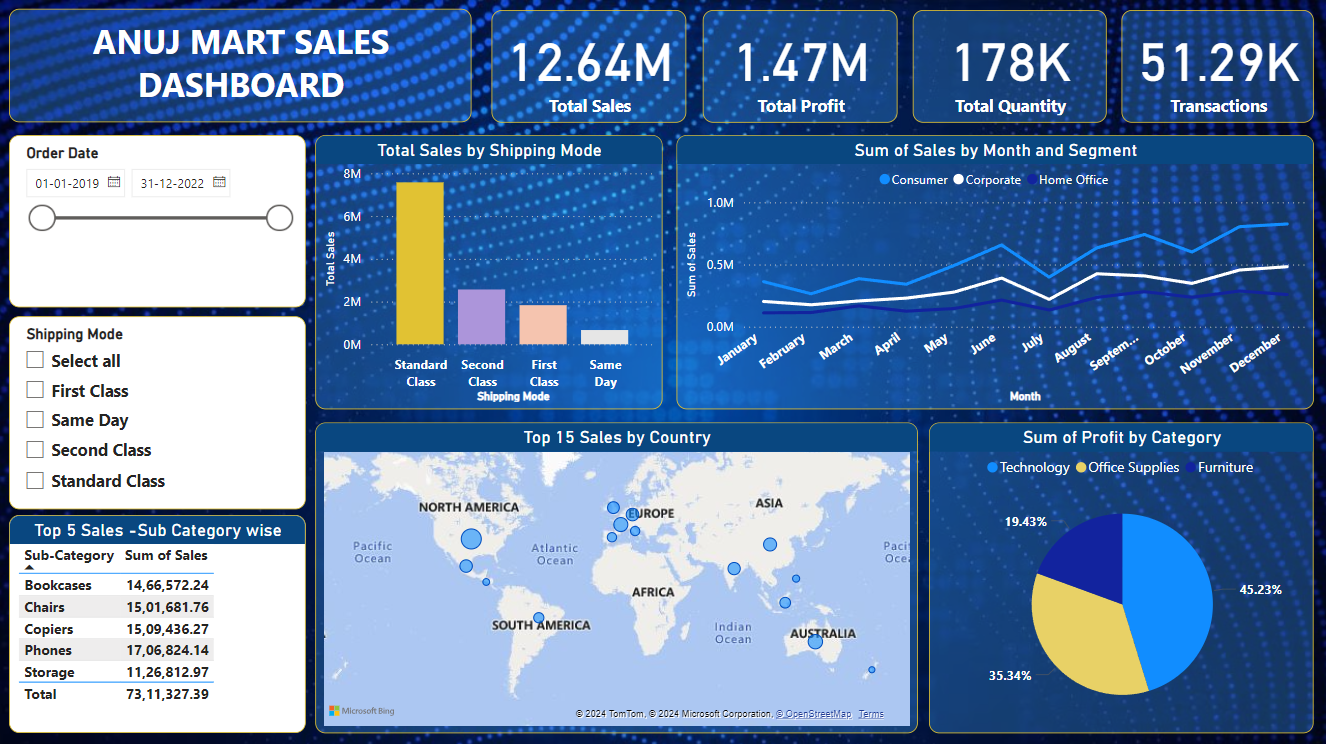 ANUJ MART SALES
DASHBOARD
12.64M
Total Sales
1.47M
Total Profit
178K
Total Quantity
51.29K
Transactions
Order Date
01-01-2019
31-12-2022
Shipping Mode
Select all
First Class
Same Day
Second Class
Standard Class
Top 5 Sales -Sub Category wise
Sub-Category Sum of Sales
Bookcases 14,66,572.24
Chairs 15,01,681.76
Copiers 15,09,436.27
Phones 17,06,824.14
Storage 11,26,812.97
Total 73,11,327.39
Total Sales by Shipping Mode
Total Sales
8M
6M
4M
2M
0M
Standard
Class
Second
Class
First
Class
Same
Day
Shipping Mode
Sum of Sales by Month and Segment
Consumer Corporate Home Office
Sum of Sales
1.0M
0.5M
0.0M
January
February
March
April
May
June
July
August
Septem...
October
November
December
Month
Top 15 Sales by Country
NORTH AMERICA
EUROPE
ASIA
Pacific
Ocean
Atlantic
Ocean
Pacif
Ocean
AFRICA
SOUTH AMERICA
Indian
Ocean
AUSTRALIA
Microsoft Bing
© 2024 TomTom, © 2024 Microsoft Corporation, © OpenStreetMap Terms
Sum of Profit by Category
Technology Office Supplies Furniture
19.43%
45.23%
35.34%